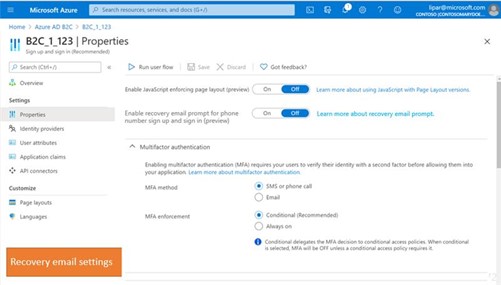 Microsoft Azure
Search resources, services, and docs (G+/)
lipar@microsoft.com
CONTOSO
Home > Azure AD B2C > B2C_1_123
B2C_1_123 | Properties
Sign up and sign in (Recommended)
Search (Ctrl+/)
Run user flow
Save
Discard
Got feedback?
Overview
Settings
Properties
Identity providers
User attributes
Application claims
API connectors
Customize
Page layouts
Languages
Enable JavaScript enforcing page layout (preview)
On Off
Learn more about using JavaScript with Page Layout versions.
Enable recovery email prompt for phone
number sign up and sign in (preview)
On Off
Learn more about recovery email prompt.
Multifactor authentication
Enabling multifactor authentication (MFA) requires your users to verify their identity with a second factor before allowing them into
your application. Learn more about multifactor authentication.
MFA method
SMS or phone call
Email
MFA enforcement
Conditional (Recommended)
Always on
Conditional delegates the MFA decision to conditional access policies. When conditional
is selected, MFA will be OFF unless a conditional access policy requires it.
Recovery email settings